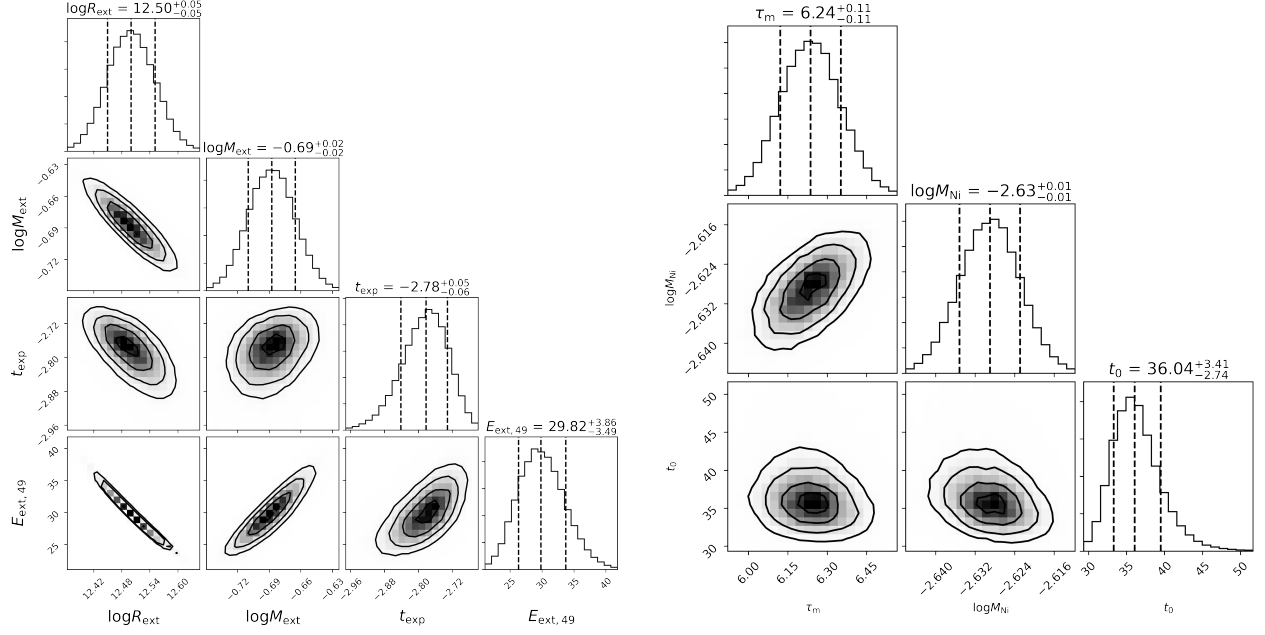 logR_ext = 12.50 +0.05 −0.05
logM_ext = −0.69 +0.02 −0.02
t_exp = −2.78 +0.05 −0.06
E_ext, 49 = 29.82 +3.86 −3.49
logM_ext
−0.63
−0.66
−0.69
−0.72
t_exp
−2.72
−2.80
−2.88
−2.96
E_ext, 49
40
35
30
25
12.42
12.48
12.54
12.60
logR_ext
−0.72
−0.69
−0.66
−0.63
logM_ext
−2.96
−2.88
−2.80
−2.72
t_exp
25
30
35
40
E_ext, 49
τ_m = 6.24 +0.11 −0.11
logM_Ni = −2.63 +0.01 −0.01
t_0 = 36.04 +3.41 −2.74
logM_Ni
−2.616
−2.624
−2.632
−2.640
t_0
50
45
40
35
30
6.00
6.15
6.30
6.45
τ_m
−2.640
−2.632
−2.624
−2.616
logM_Ni
30
35
40
45
50
t_0